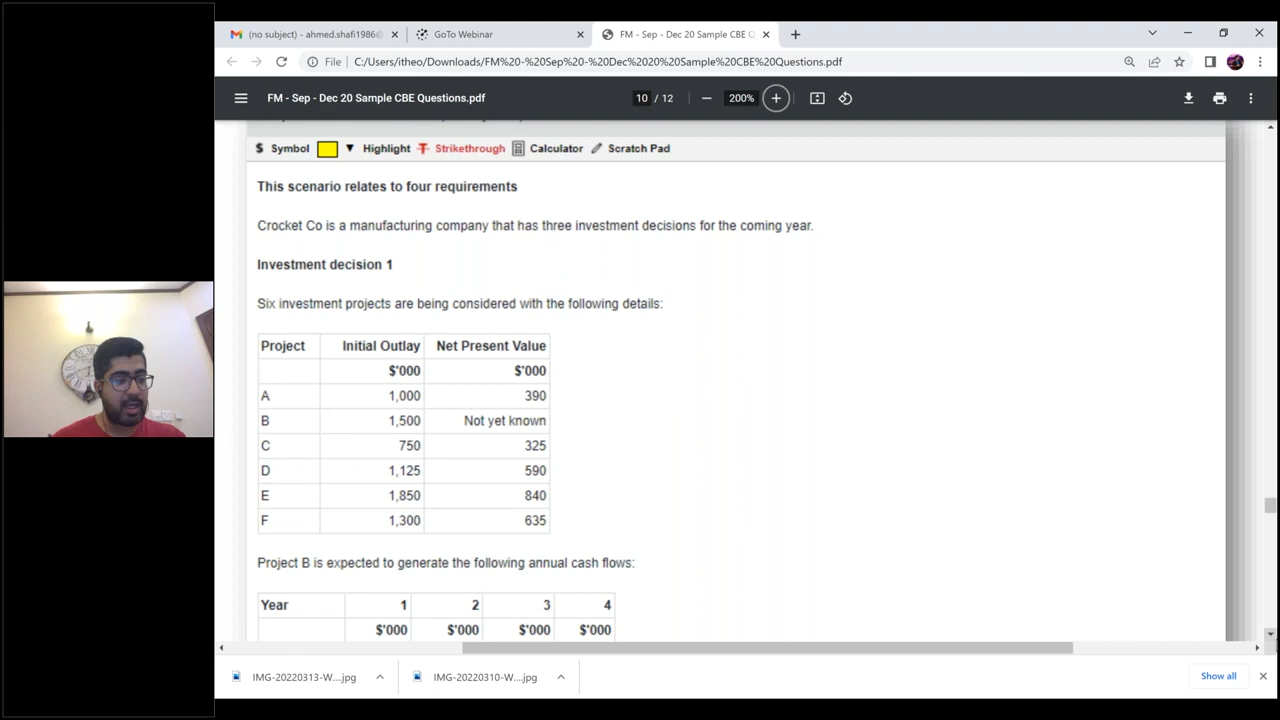 (no subject) - ahmed.shafi1986@
GoTo Webinar
FM - Sep - Dec 20 Sample CBE Q
File
C:/Users/itheo/Downloads/FM%20-%20Sep%20-%20Dec%2020%20Sample%20CBE%20Questions.pdf
FM - Sep - Dec 20 Sample CBE Questions.pdf
10 / 12
200%
$ Symbol Highlight Strikethrough Calculator Scratch Pad
This scenario relates to four requirements
Crocket Co is a manufacturing company that has three investment decisions for the coming year.
Investment decision 1
Six investment projects are being considered with the following details:
Project Initial Outlay Net Present Value
$'000 $'000
A 1,000 390
B 1,500 Not yet known
C 750 325
D 1,125 590
E 1,850 840
F 1,300 635
Project B is expected to generate the following annual cash flows:
Year 1 2 3 4
$'000 $'000 $'000 $'000
IMG-20220313-W....jpg
IMG-20220310-W....jpg
Show all